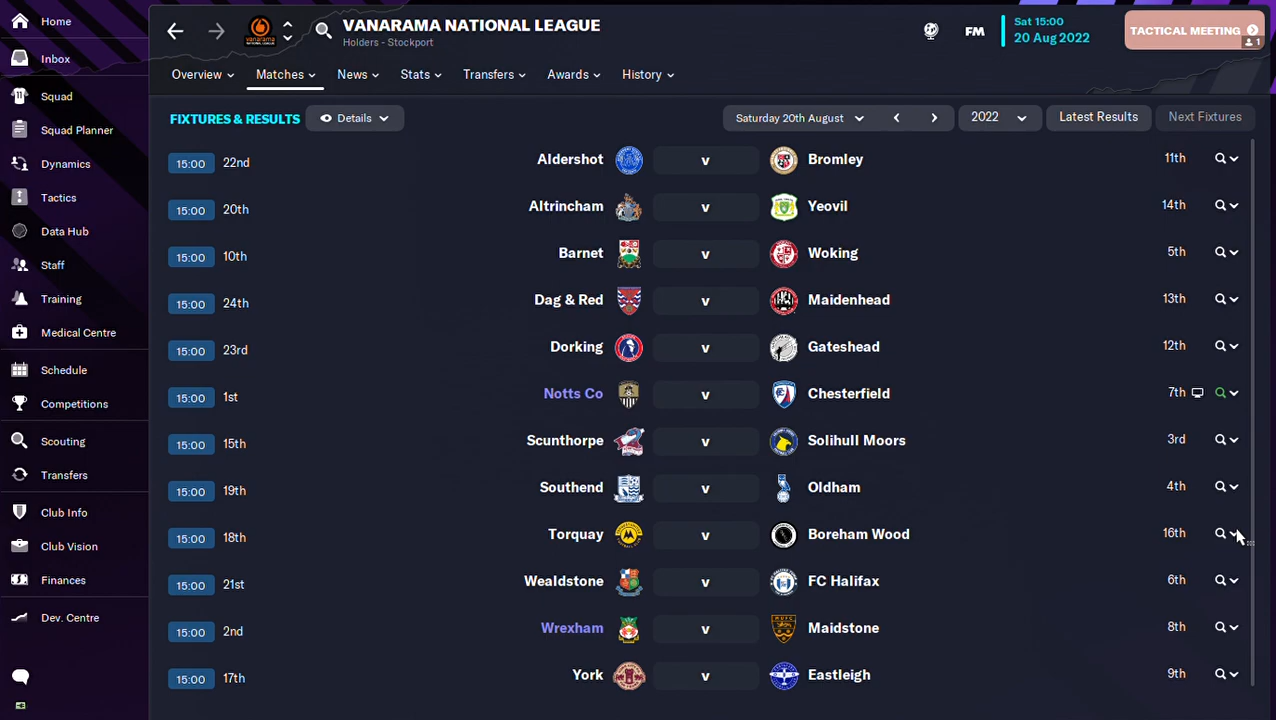 Home
Inbox
Squad
Squad Planner
Dynamics
Tactics
Data Hub
Staff
Training
Medical Centre
Schedule
Competitions
Scouting
Transfers
Club Info
Club Vision
Finances
Dev. Centre
VANARAMA NATIONAL LEAGUE
Holders - Stockport
FM
Sat 15:00
20 Aug 2022
TACTICAL MEETING
1
Overview Matches News Stats Transfers Awards History
FIXTURES & RESULTS Details Saturday 20th August 2022 Latest Results Next Fixtures
15:00 22nd Aldershot v Bromley 11th
15:00 20th Altrincham v Yeovil 14th
15:00 10th Barnet v Woking 5th
15:00 24th Dag & Red v Maidenhead 13th
15:00 23rd Dorking v Gateshead 12th
15:00 1st Notts Co v Chesterfield 7th
15:00 15th Scunthorpe v Solihull Moors 3rd
15:00 19th Southend v Oldham 4th
15:00 18th Torquay v Boreham Wood 16th
15:00 21st Wealdstone v FC Halifax 6th
15:00 2nd Wrexham v Maidstone 8th
15:00 17th York v Eastleigh 9th